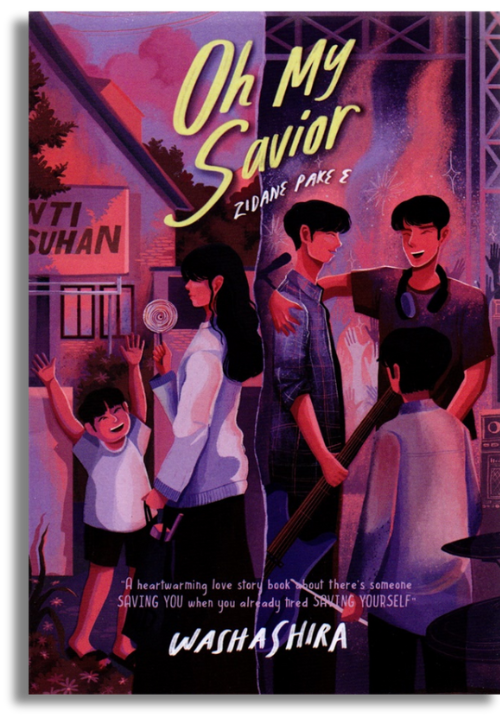 Oh My
Savior
ZIDANE PAKE E
NTI
SUHAN
"A heartwarming love story book about there's someone
SAVING YOU when you already tired SAVING YOURSELF"
WASHASHIRA